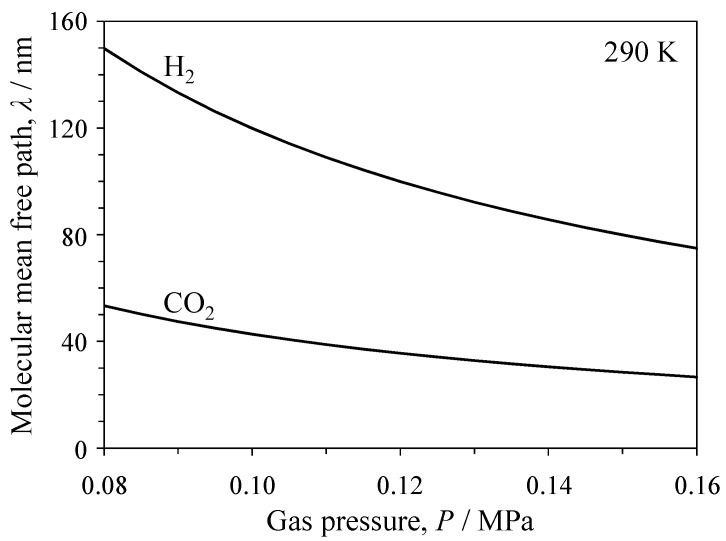 160
290 K
H₂
120
80
CO₂
40
0
Molecular mean free path, λ / nm
0.08 0.10 0.12 0.14 0.16
Gas pressure, P / MPa